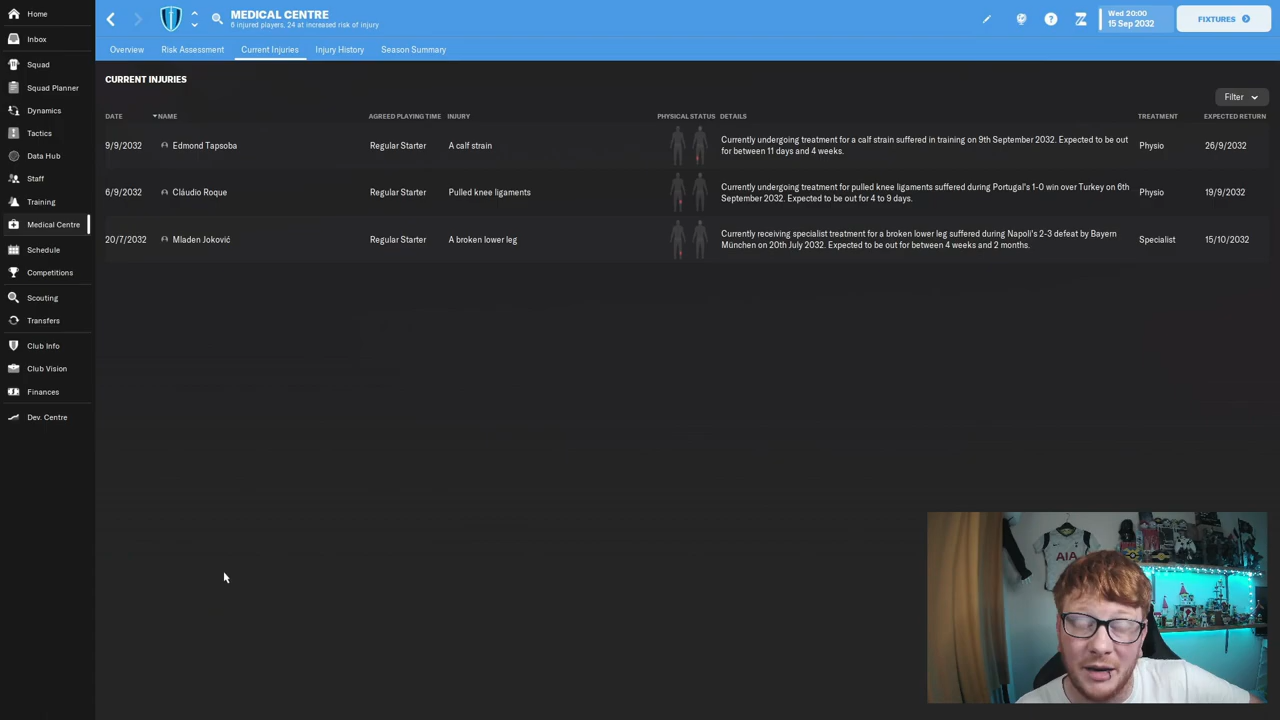 Home
Inbox
Squad
Squad Planner
Dynamics
Tactics
Data Hub
Staff
Training
Medical Centre
Schedule
Competitions
Scouting
Transfers
Club Info
Club Vision
Finances
Dev. Centre
MEDICAL CENTRE
6 injured players, 24 at increased risk of injury
Wed 20:00
15 Sep 2032
FIXTURES
Overview Risk Assessment Current Injuries Injury History Season Summary
CURRENT INJURIES
Filter
DATE NAME AGREED PLAYING TIME INJURY PHYSICAL STATUS DETAILS TREATMENT EXPECTED RETURN
9/9/2032 Edmond Tapsoba Regular Starter A calf strain Currently undergoing treatment for a calf strain suffered in training on 9th September 2032. Expected to be out Physio 26/9/2032
for between 11 days and 4 weeks.
6/9/2032 Cláudio Roque Regular Starter Pulled knee ligaments Currently undergoing treatment for pulled knee ligaments suffered during Portugal's 1-0 win over Turkey on 6th Physio 19/9/2032
September 2032. Expected to be out for 4 to 9 days.
20/7/2032 Mladen Joković Regular Starter A broken lower leg Currently receiving specialist treatment for a broken lower leg suffered during Napoli's 2-3 defeat by Bayern Specialist 15/10/2032
München on 20th July 2032. Expected to be out for between 4 weeks and 2 months.
AIA